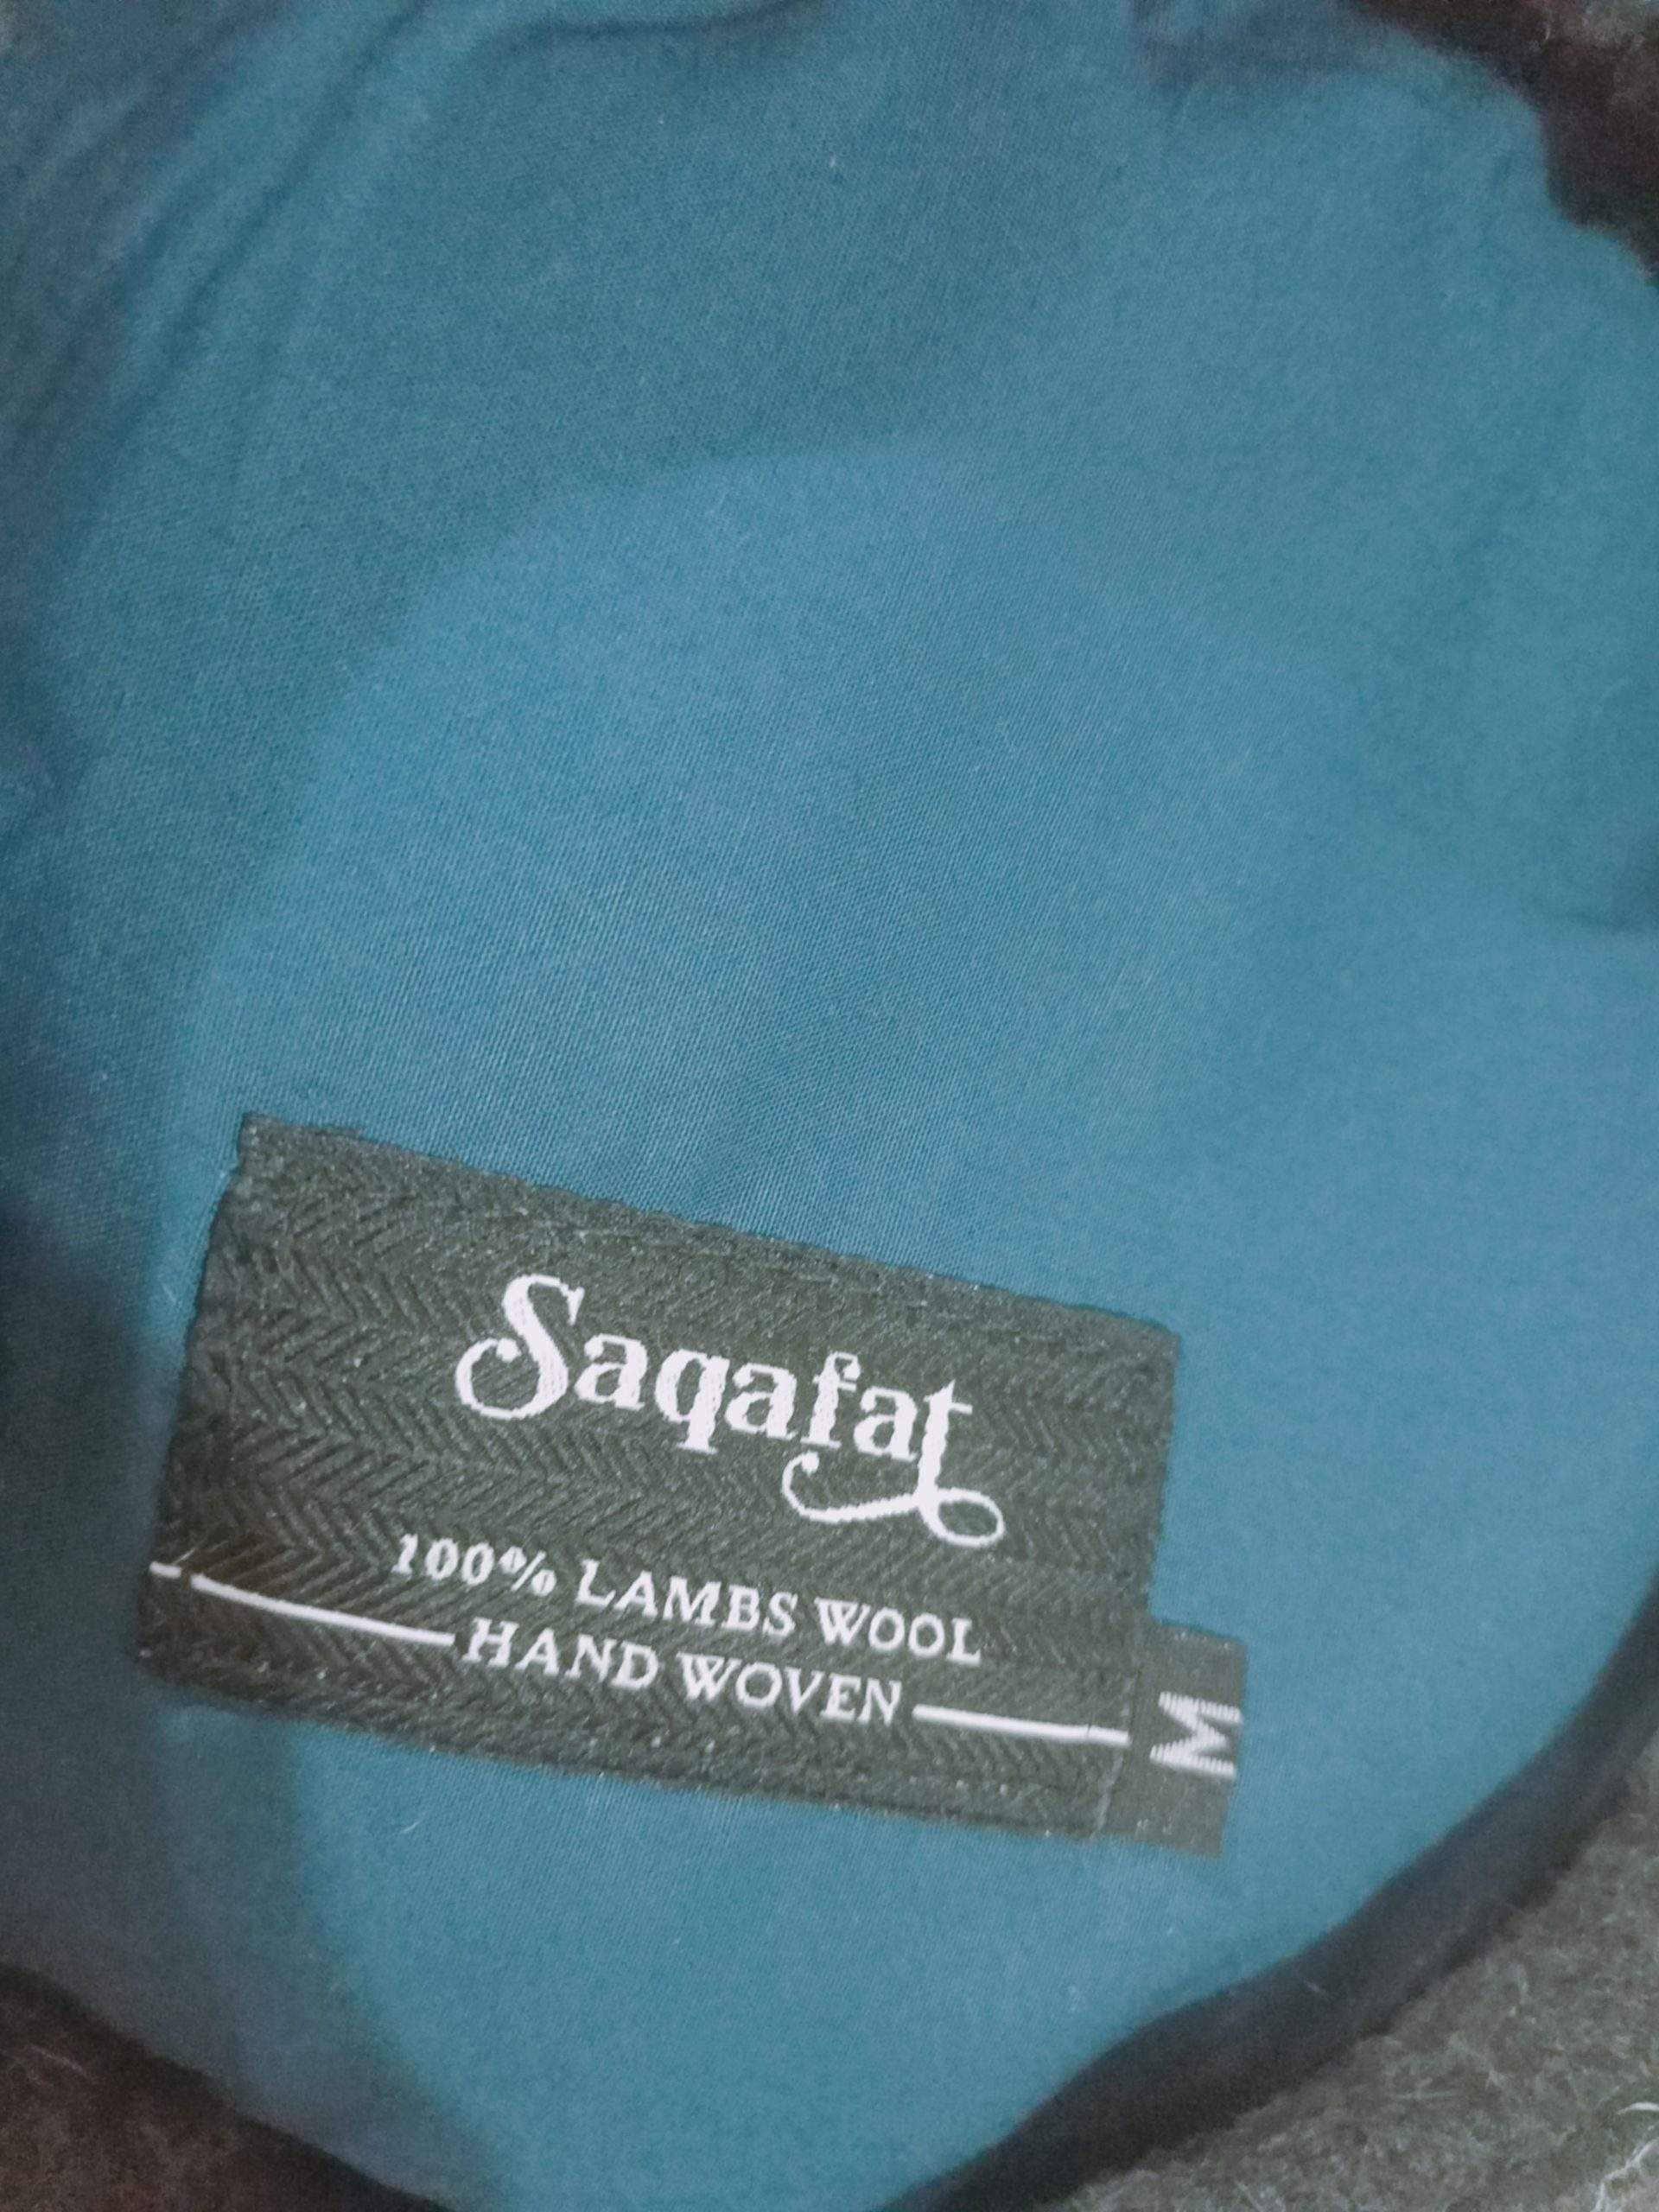 Saqafat
100% LAMBS WOOL
HAND WOVEN
M